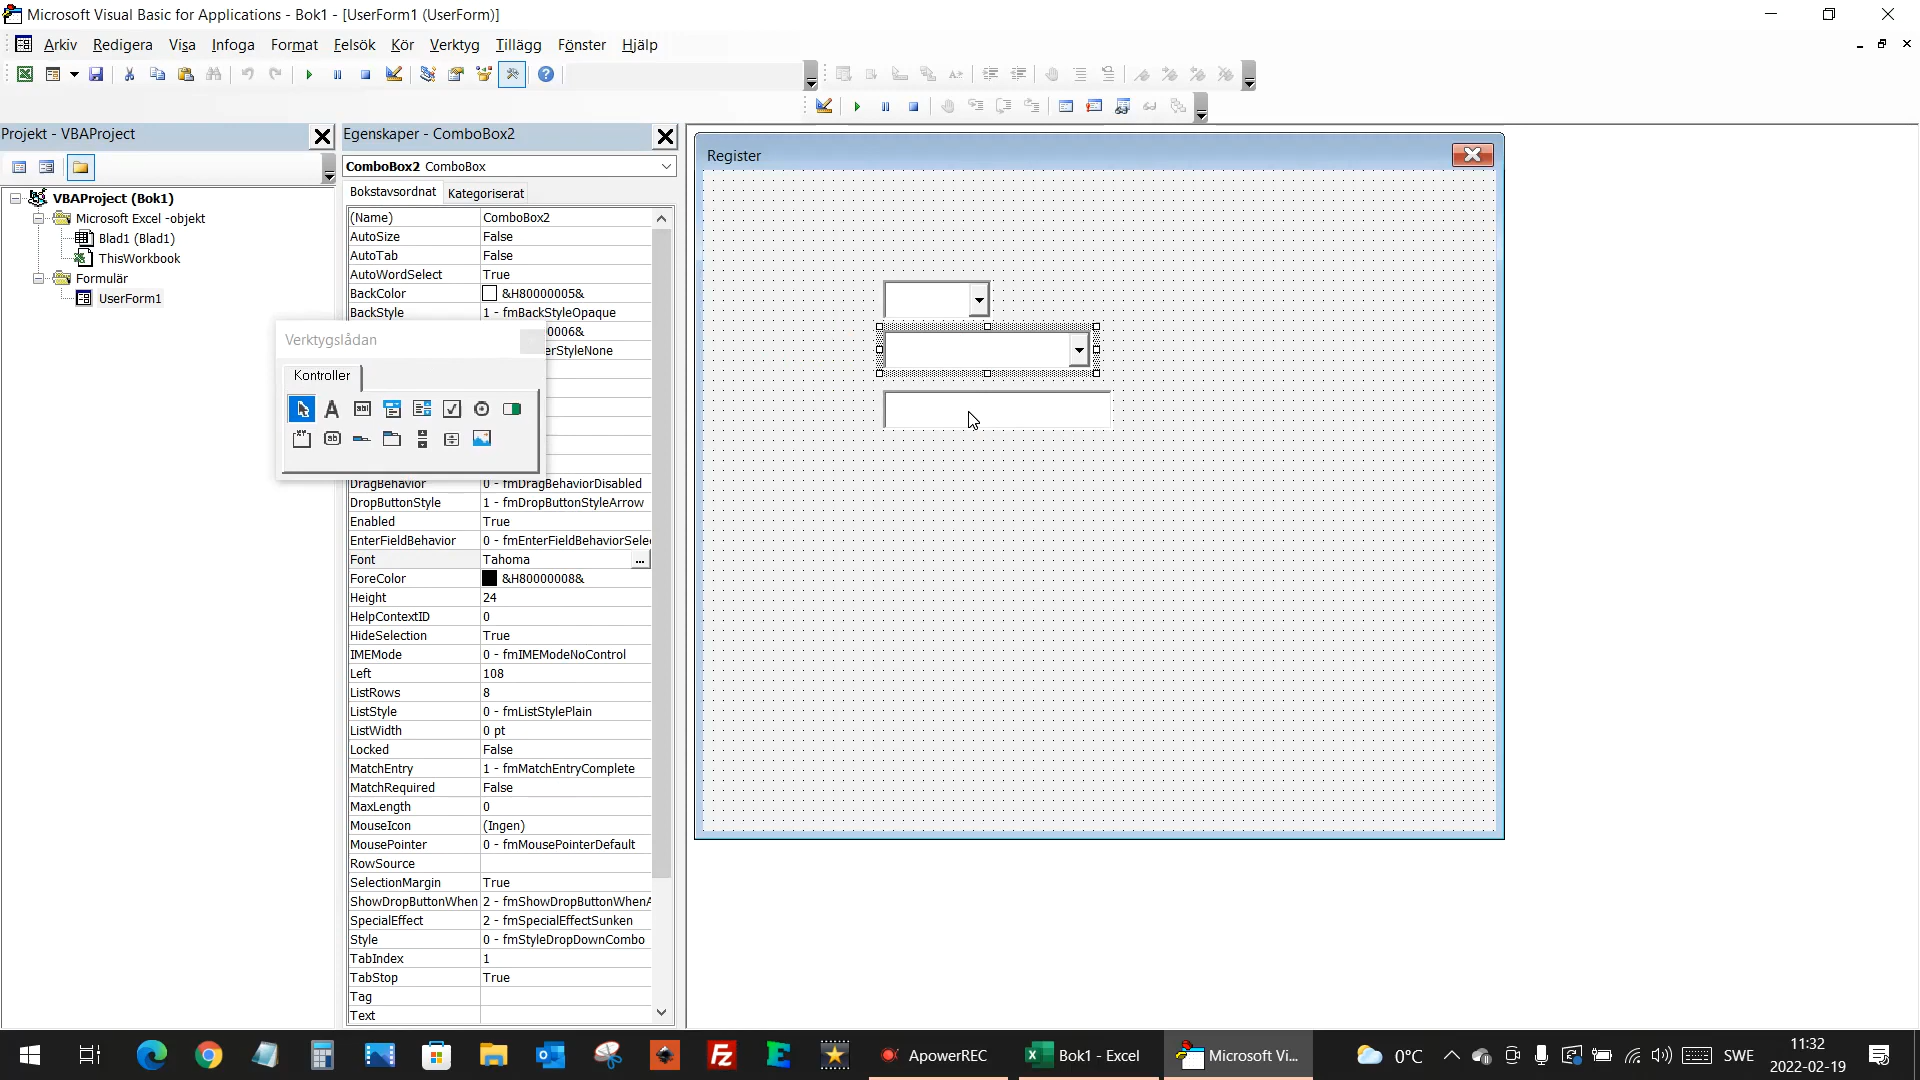 Microsoft Visual Basic for Applications - Bok1 - [UserForm1 (UserForm)]
Arkiv Redigera Visa Infoga Format Felsök Kör Verktyg Tillägg Fönster Hjälp
Projekt - VBAProject
VBAProject (Bok1)
Microsoft Excel -objekt
Blad1 (Blad1)
ThisWorkbook
Formulär
UserForm1
Egenskaper - ComboBox2
ComboBox2 ComboBox
Bokstavsordnat Kategoriserat
(Name) ComboBox2
AutoSize False
AutoTab False
AutoWordSelect True
BackColor &H80000005&
BackStyle 1 - fmBackStyleOpaque
0006&
erStyleNone
Verktygslådan
Kontroller
DragBehavior 0 - fmDragBehaviorDisabled
DropButtonStyle 1 - fmDropButtonStyleArrow
Enabled True
EnterFieldBehavior 0 - fmEnterFieldBehaviorSele
Font Tahoma ...
ForeColor &H80000008&
Height 24
HelpContextID 0
HideSelection True
IMEMode 0 - fmIMEModeNoControl
Left 108
ListRows 8
ListStyle 0 - fmListStylePlain
ListWidth 0 pt
Locked False
MatchEntry 1 - fmMatchEntryComplete
MatchRequired False
MaxLength 0
MouseIcon (Ingen)
MousePointer 0 - fmMousePointerDefault
RowSource
SelectionMargin True
ShowDropButtonWhen 2 - fmShowDropButtonWhenA
SpecialEffect 2 - fmSpecialEffectSunken
Style 0 - fmStyleDropDownCombo
TabIndex 1
TabStop True
Tag
Text
Register
ApowerREC
Bok1 - Excel
Microsoft Vi...
0°C
SWE
11:32
2022-02-19